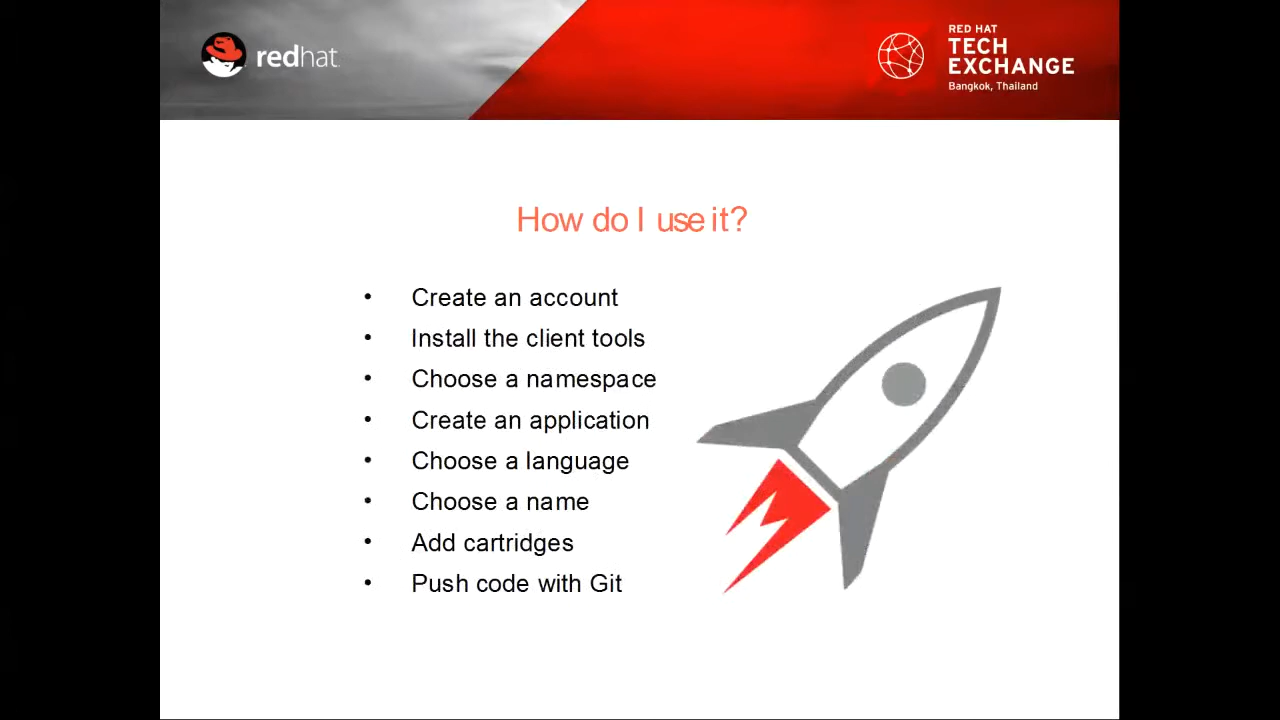 redhat.
RED HAT
TECH
EXCHANGE
Bangkok, Thailand
How do I use it?
• Create an account
• Install the client tools
• Choose a namespace
• Create an application
• Choose a language
• Choose a name
• Add cartridges
• Push code with Git